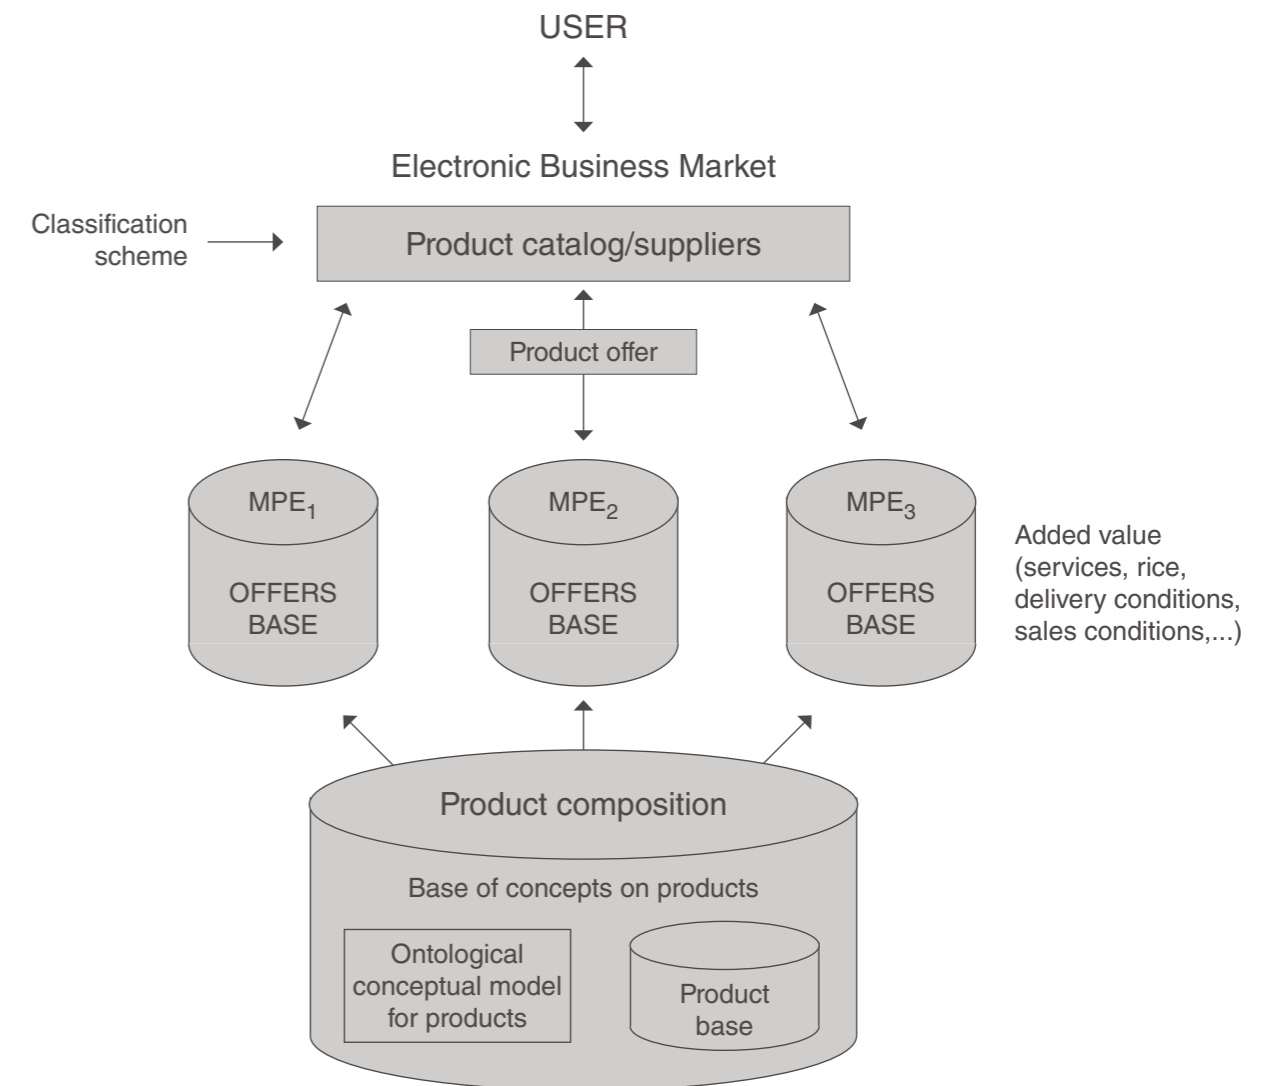 USER
Electronic Business Market
Classification
scheme
Product catalog/suppliers
Product offer
MPE1
OFFERS
BASE
MPE2
OFFERS
BASE
MPE3
OFFERS
BASE
Added value
(services, rice,
delivery conditions,
sales conditions,...)
Product composition
Base of concepts on products
Ontological
conceptual model
for products
Product
base